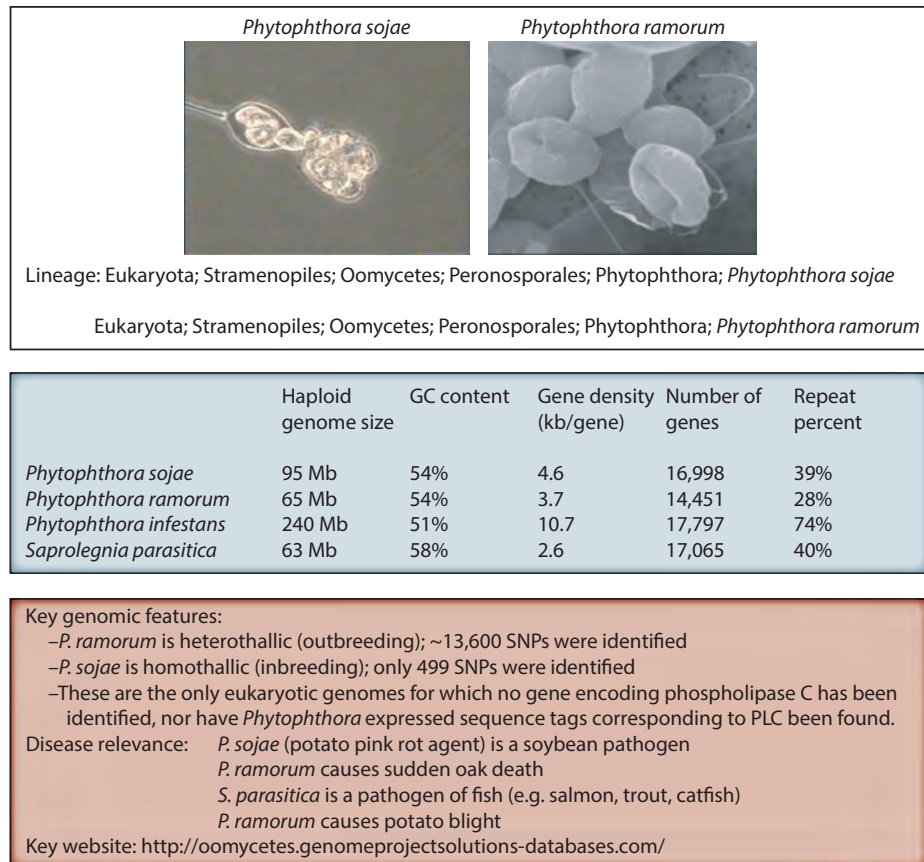 Phytophthora sojae
Phytophthora ramorum
Lineage: Eukaryota; Stramenopiles; Oomycetes; Peronosporales; Phytophthora; Phytophthora sojae
Eukaryota; Stramenopiles; Oomycetes; Peronosporales; Phytophthora; Phytophthora ramorum
Haploid GC content Gene density Number of Repeat
genome size (kb/gene) genes percent
Phytophthora sojae 95 Mb 54% 4.6 16,998 39%
Phytophthora ramorum 65 Mb 54% 3.7 14,451 28%
Phytophthora infestans 240 Mb 51% 10.7 17,797 74%
Saprolegnia parasitica 63 Mb 58% 2.6 17,065 40%
Key genomic features:
–P. ramorum is heterothallic (outbreeding); ~13,600 SNPs were identified
–P. sojae is homothallic (inbreeding); only 499 SNPs were identified
–These are the only eukaryotic genomes for which no gene encoding phospholipase C has been
identified, nor have Phytophthora expressed sequence tags corresponding to PLC been found.
Disease relevance: P. sojae (potato pink rot agent) is a soybean pathogen
P. ramorum causes sudden oak death
S. parasitica is a pathogen of fish (e.g. salmon, trout, catfish)
P. ramorum causes potato blight
Key website: http://oomycetes.genomeprojectsolutions-databases.com/